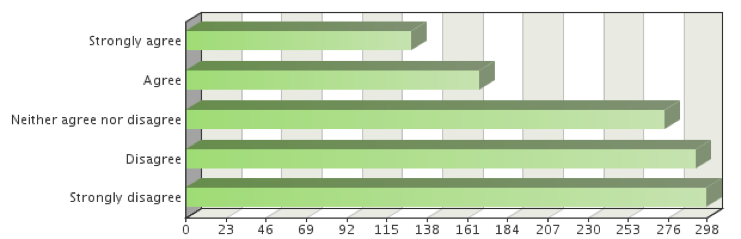 Strongly agree
Agree
Neither agree nor disagree
Disagree
Strongly disagree
0 23 46 69 92 115 138 161 184 207 230 253 276 298